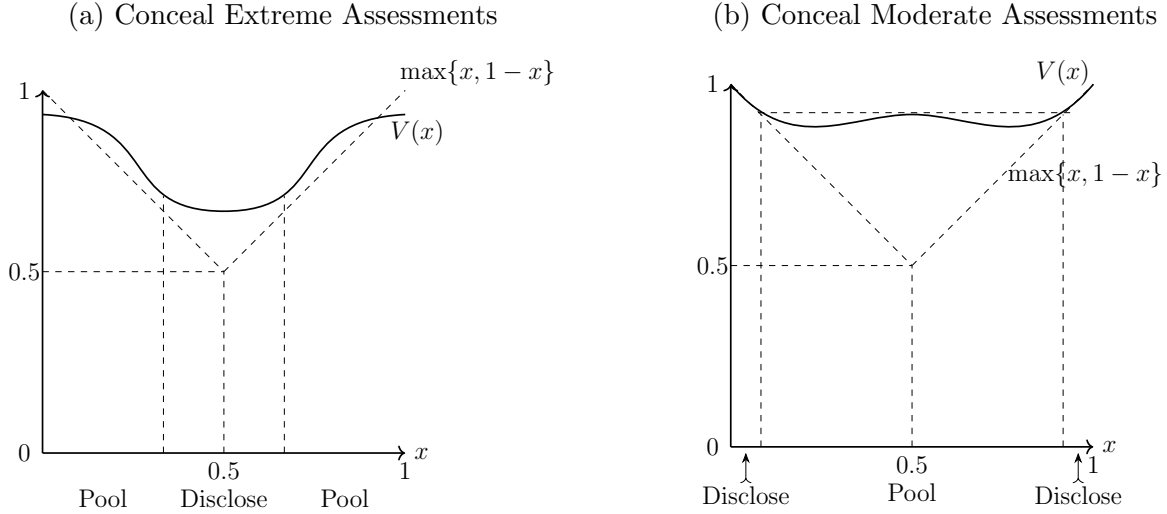 (a) Conceal Extreme Assessments
max{x, 1 − x}
1
V(x)
0.5
0
x
0.5
1
Pool
Disclose
Pool
(b) Conceal Moderate Assessments
V(x)
1
max{x, 1 − x}
0.5
0
x
0.5
1
Disclose
Pool
Disclose